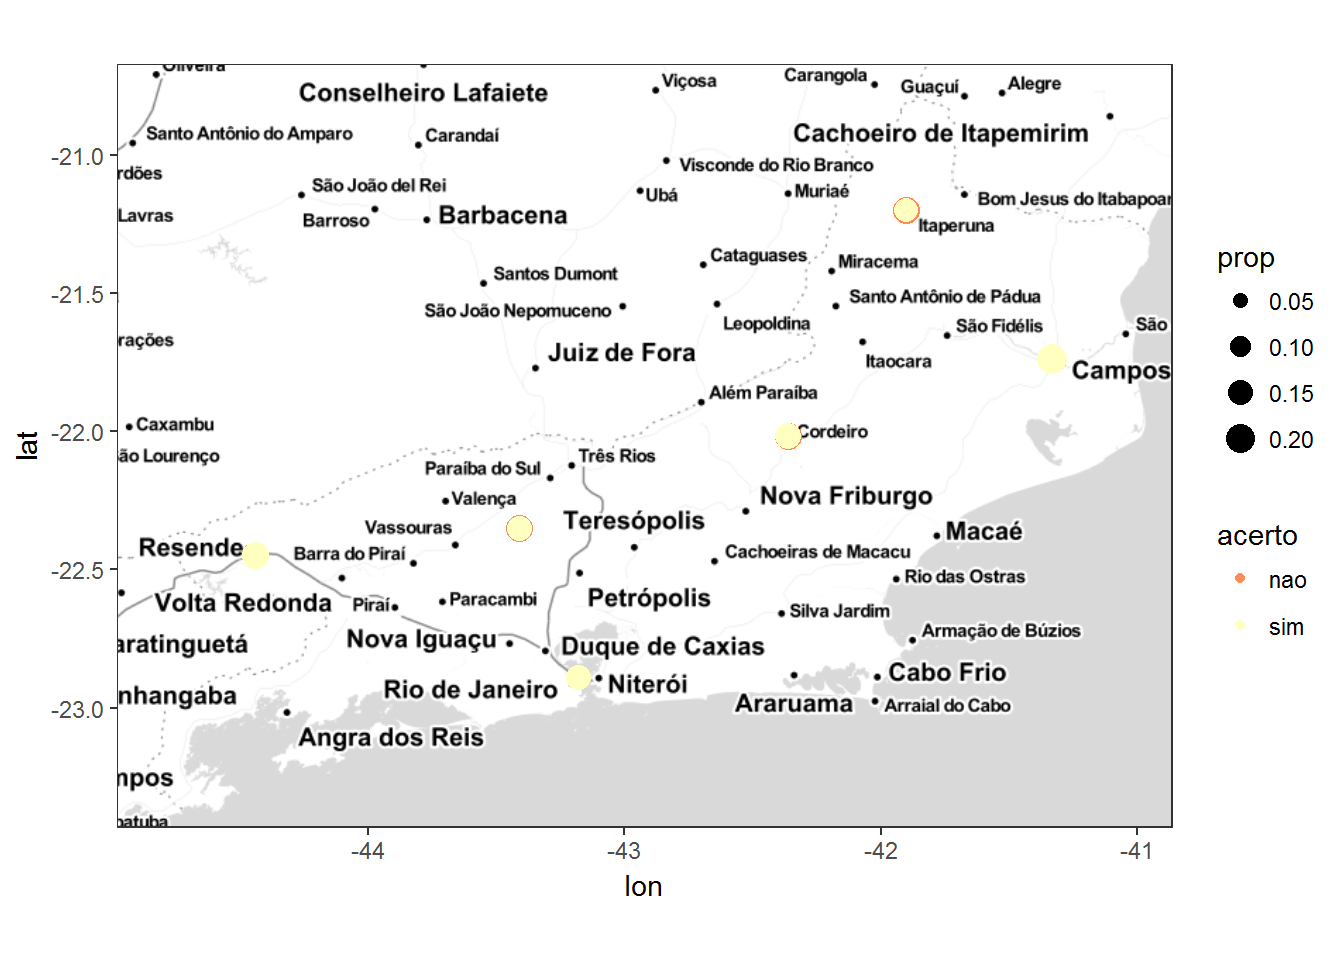 Oliveira
Conselheiro Lafaiete
Viçosa
Carangola
Guaçuí
Alegre
Santo Antônio do Amparo
Carandaí
Cachoeiro de Itapemirim
-21.0
rdões
Visconde do Rio Branco
São João del Rei
Ubá
Muriaé
Bom Jesus do Itabapoar
Lavras
Barroso
Barbacena
Itaperuna
Cataguases
Miracema
Santos Dumont
-21.5
São João Nepomuceno
Santo Antônio de Pádua
Leopoldina
São Fidélis
São
rações
Juiz de Fora
Itaocara
Campos
Além Paraíba
Caxambu
-22.0
Cordeiro
ão Lourenço
Paraíba do Sul
Três Rios
Valença
Nova Friburgo
Vassouras
Teresópolis
Macaé
Resende
Barra do Piraí
Cachoeiras de Macacu
-22.5
Rio das Ostras
Volta Redonda
Piraí
Paracambi
Petrópolis
Silva Jardim
aratinguetá
Nova Iguaçu
Duque de Caxias
Armação de Búzios
nhangaba
Rio de Janeiro
Niterói
Cabo Frio
-23.0
Araruama
Arraial do Cabo
Angra dos Reis
mpos
batuba
-44
-43
-42
-41
lon
lat
prop
0.05
0.10
0.15
0.20
acerto
nao
sim